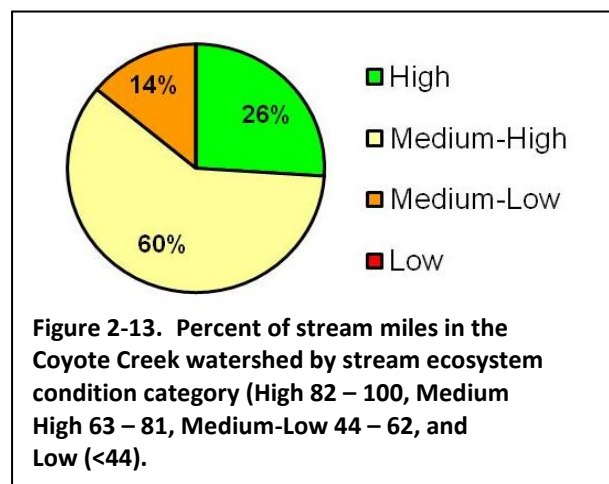 14%
26%
60%
High
Medium-High
Medium-Low
Low
Figure 2-13. Percent of stream miles in the
Coyote Creek watershed by stream ecosystem
condition category (High 82 – 100, Medium
High 63 – 81, Medium-Low 44 – 62, and
Low (<44).